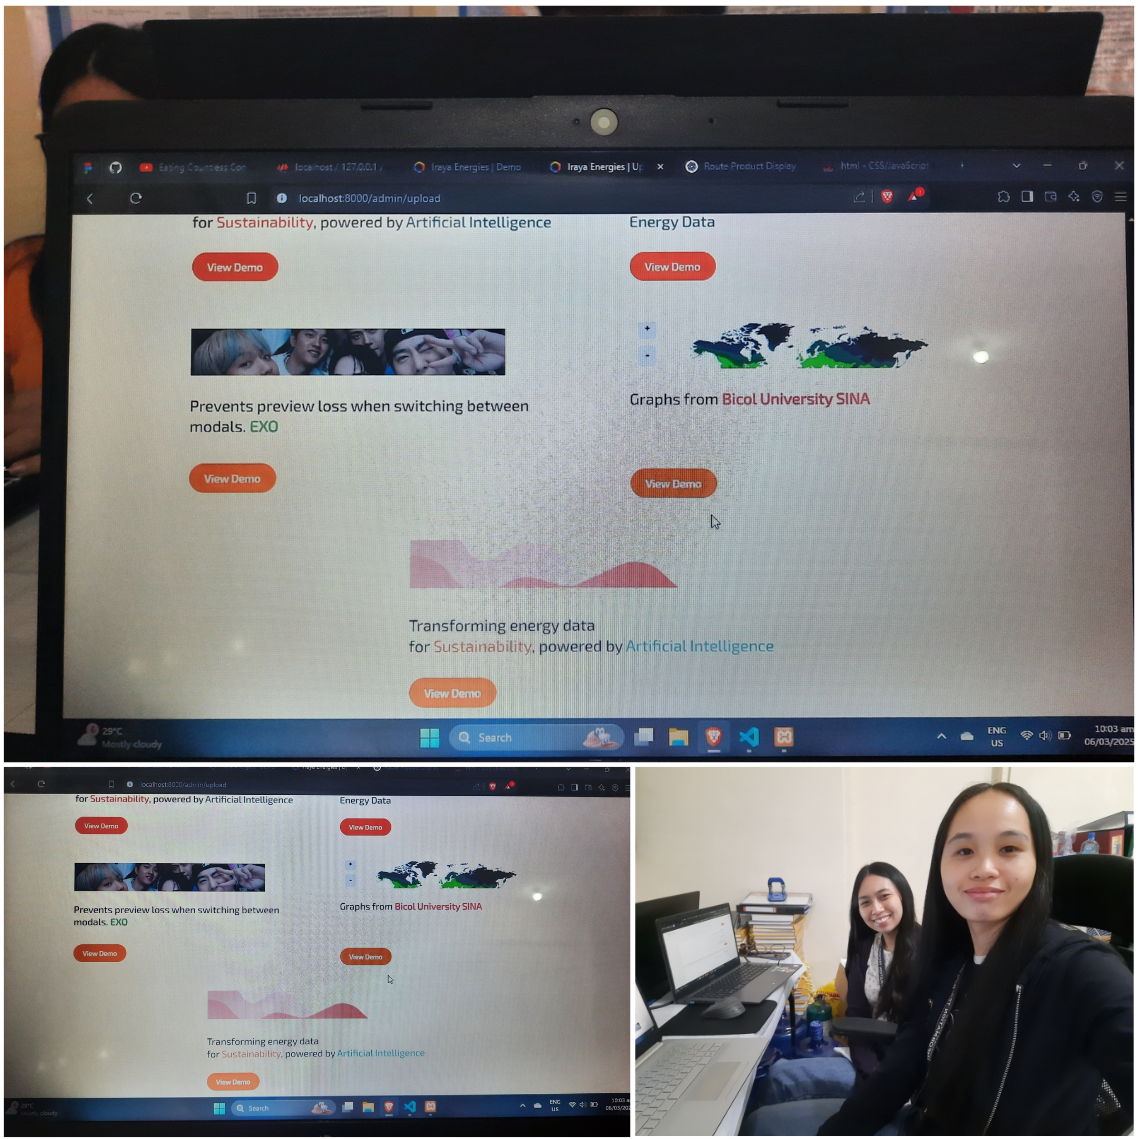 Eating Countless Con
localhost / 127.0.0.1 /
Iraya Energies | Demo
Iraya Energies | Up
Route Product Display
html - CSS/JavaScript
localhost:8000/admin/upload
for Sustainability, powered by Artificial Intelligence
Energy Data
View Demo
View Demo
+
-
Prevents preview loss when switching between
modals. EXO
Graphs from Bicol University SINA
View Demo
View Demo
Transforming energy data
for Sustainability, powered by Artificial Intelligence
View Demo
29°C
Mostly cloudy
Search
ENG
US
10:03 am
06/03/2025
localhost:8000/admin/upload
for Sustainability, powered by Artificial Intelligence
Energy Data
View Demo
View Demo
+
-
Prevents preview loss when switching between
modals. EXO
Graphs from Bicol University SINA
View Demo
View Demo
Transforming energy data
for Sustainability, powered by Artificial Intelligence
View Demo
Search
ENG
US
10:03 a
06/03/202